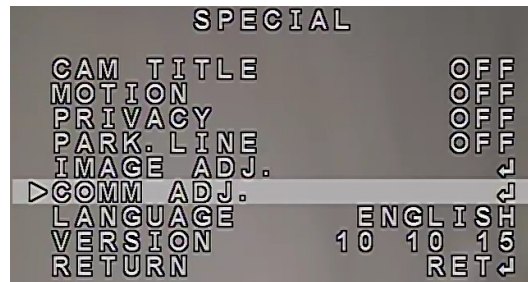 SPECIAL
CAM TITLE OFF
MOTION OFF
PRIVACY OFF
PARK. LINE OFF
IMAGE ADJ. ↲
▷COMM ADJ. ↲
LANGUAGE ENGLISH
VERSION 10 10 15
RETURN RET↲